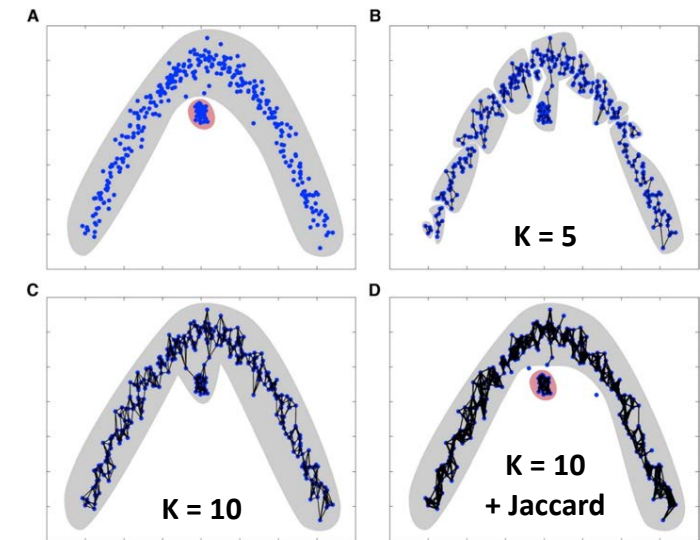 A
B
K = 5
C
D
K = 10
K = 10
+ Jaccard